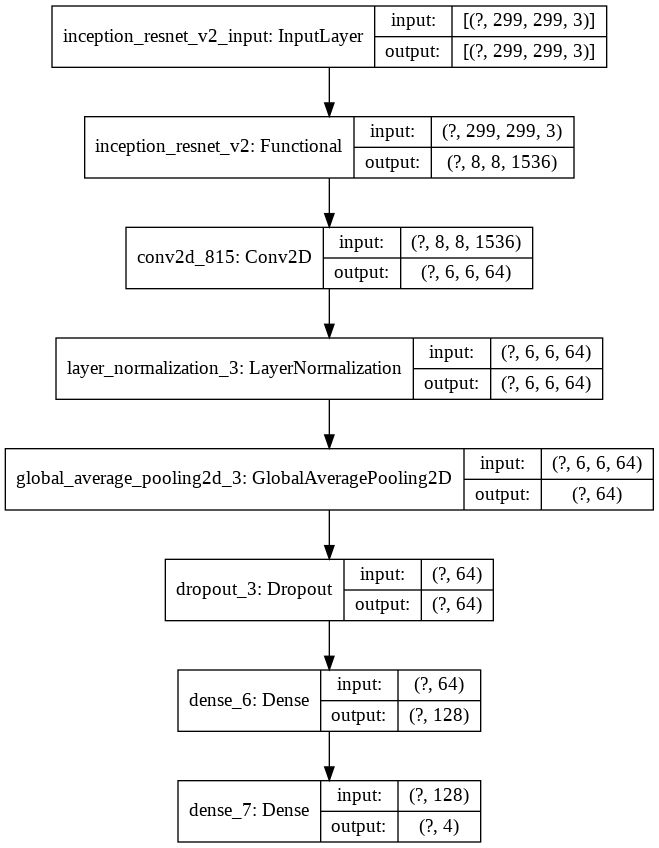 inception_resnet_v2_input: InputLayer
input: [(?, 299, 299, 3)]
output: [(?, 299, 299, 3)]
inception_resnet_v2: Functional
input: (?, 299, 299, 3)
output: (?, 8, 8, 1536)
conv2d_815: Conv2D
input: (?, 8, 8, 1536)
output: (?, 6, 6, 64)
layer_normalization_3: LayerNormalization
input: (?, 6, 6, 64)
output: (?, 6, 6, 64)
global_average_pooling2d_3: GlobalAveragePooling2D
input: (?, 6, 6, 64)
output: (?, 64)
dropout_3: Dropout
input: (?, 64)
output: (?, 64)
dense_6: Dense
input: (?, 64)
output: (?, 128)
dense_7: Dense
input: (?, 128)
output: (?, 4)